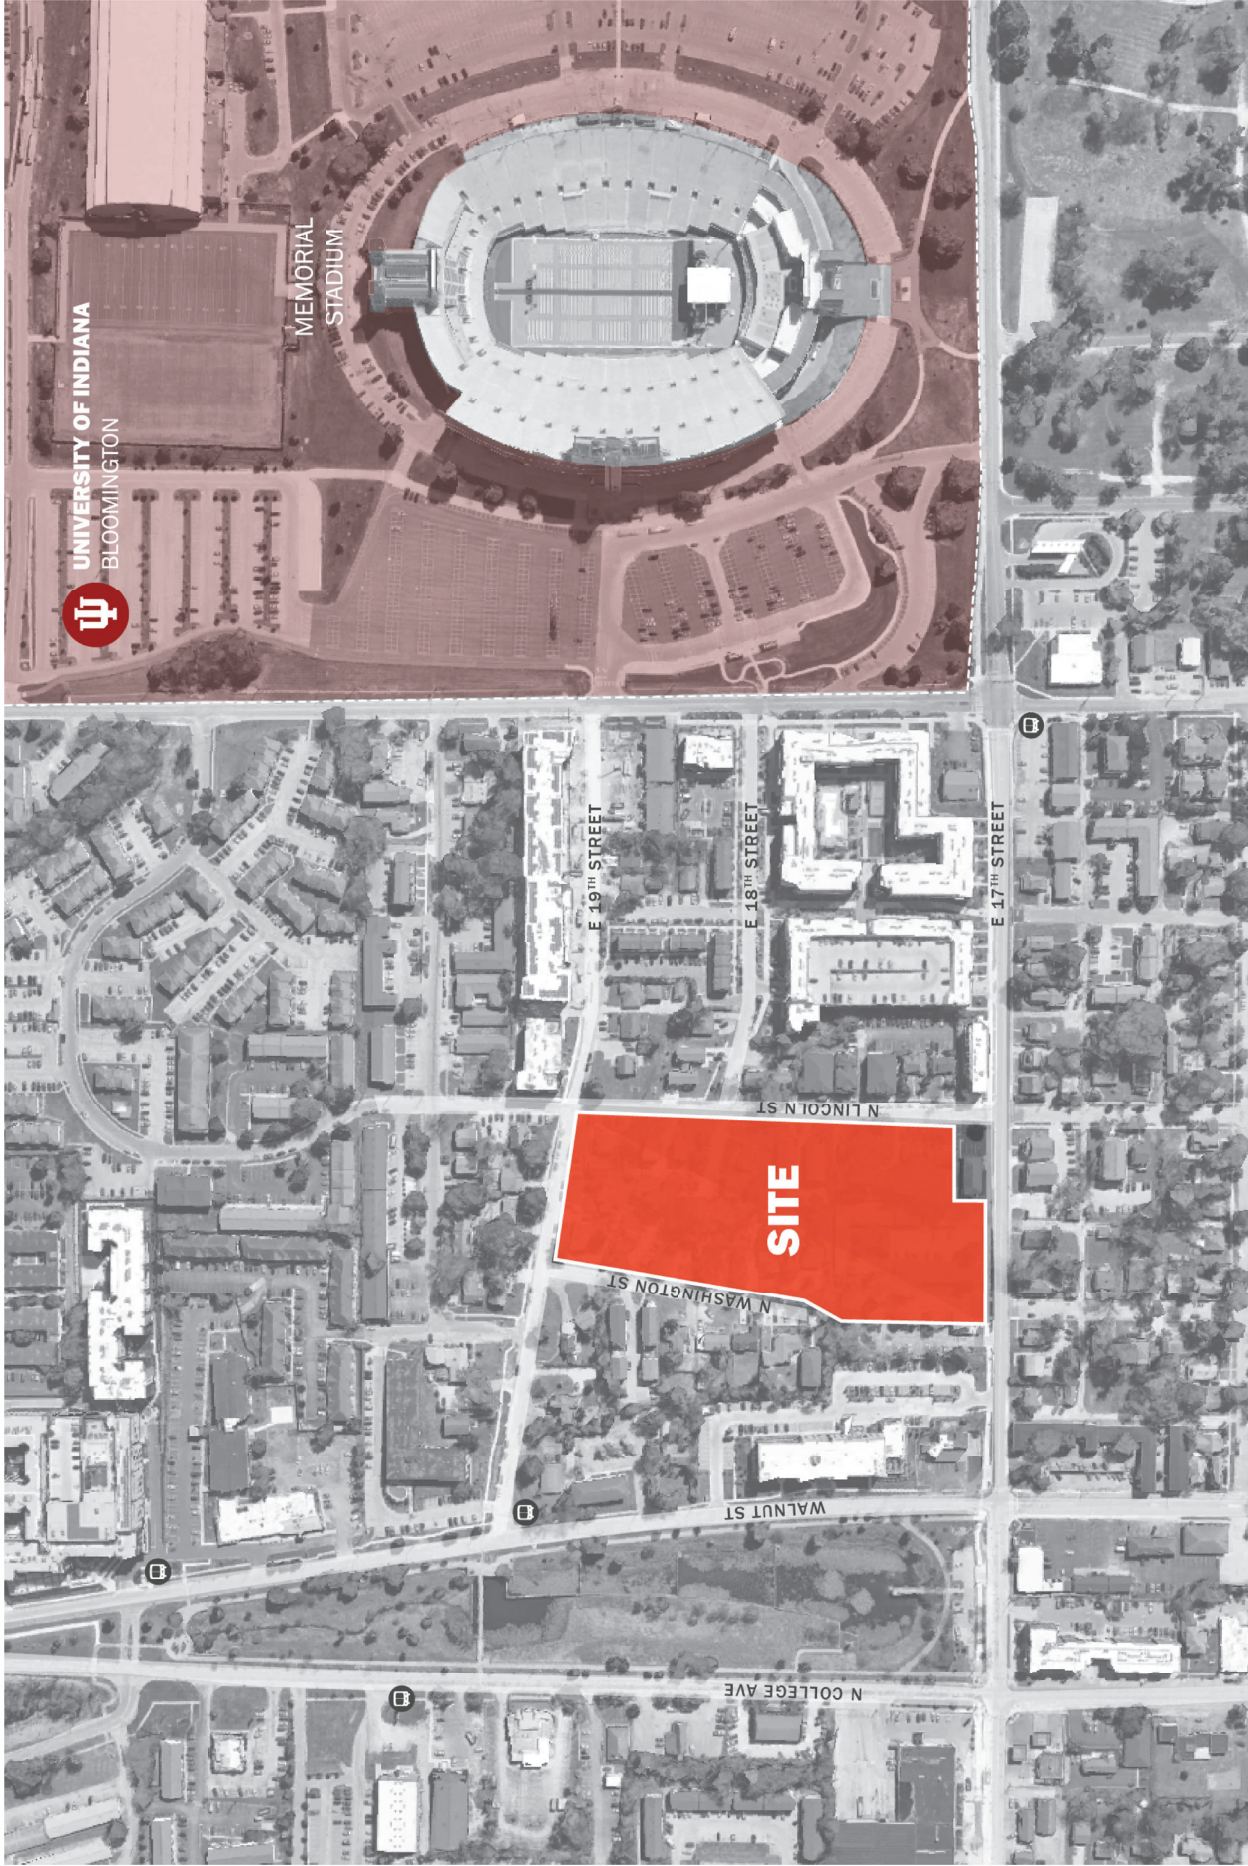 UNIVERSITY OF INDIANA
BLOOMINGTON
MEMORIAL
STADIUM
E 19TH STREET
E 18TH STREET
E 17TH STREET
N LINCOLN ST
SITE
N WASHINGTON ST
WALNUT ST
N COLLEGE AVE